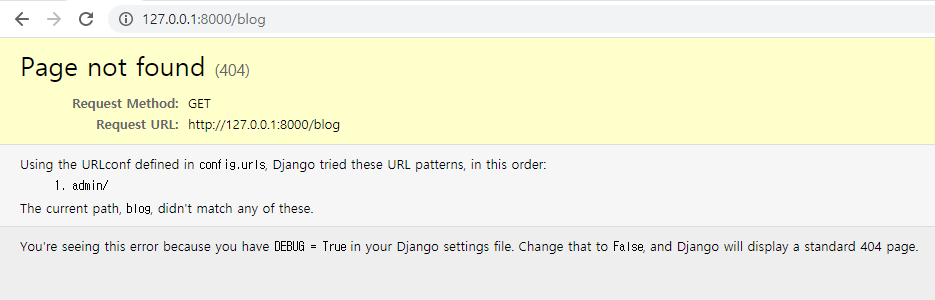 127.0.0.1:8000/blog
Page not found (404)
Request Method: GET
Request URL: http://127.0.0.1:8000/blog
Using the URLconf defined in config.urls, Django tried these URL patterns, in this order:
1. admin/
The current path, blog, didn't match any of these.
You're seeing this error because you have DEBUG = True in your Django settings file. Change that to False, and Django will display a standard 404 page.